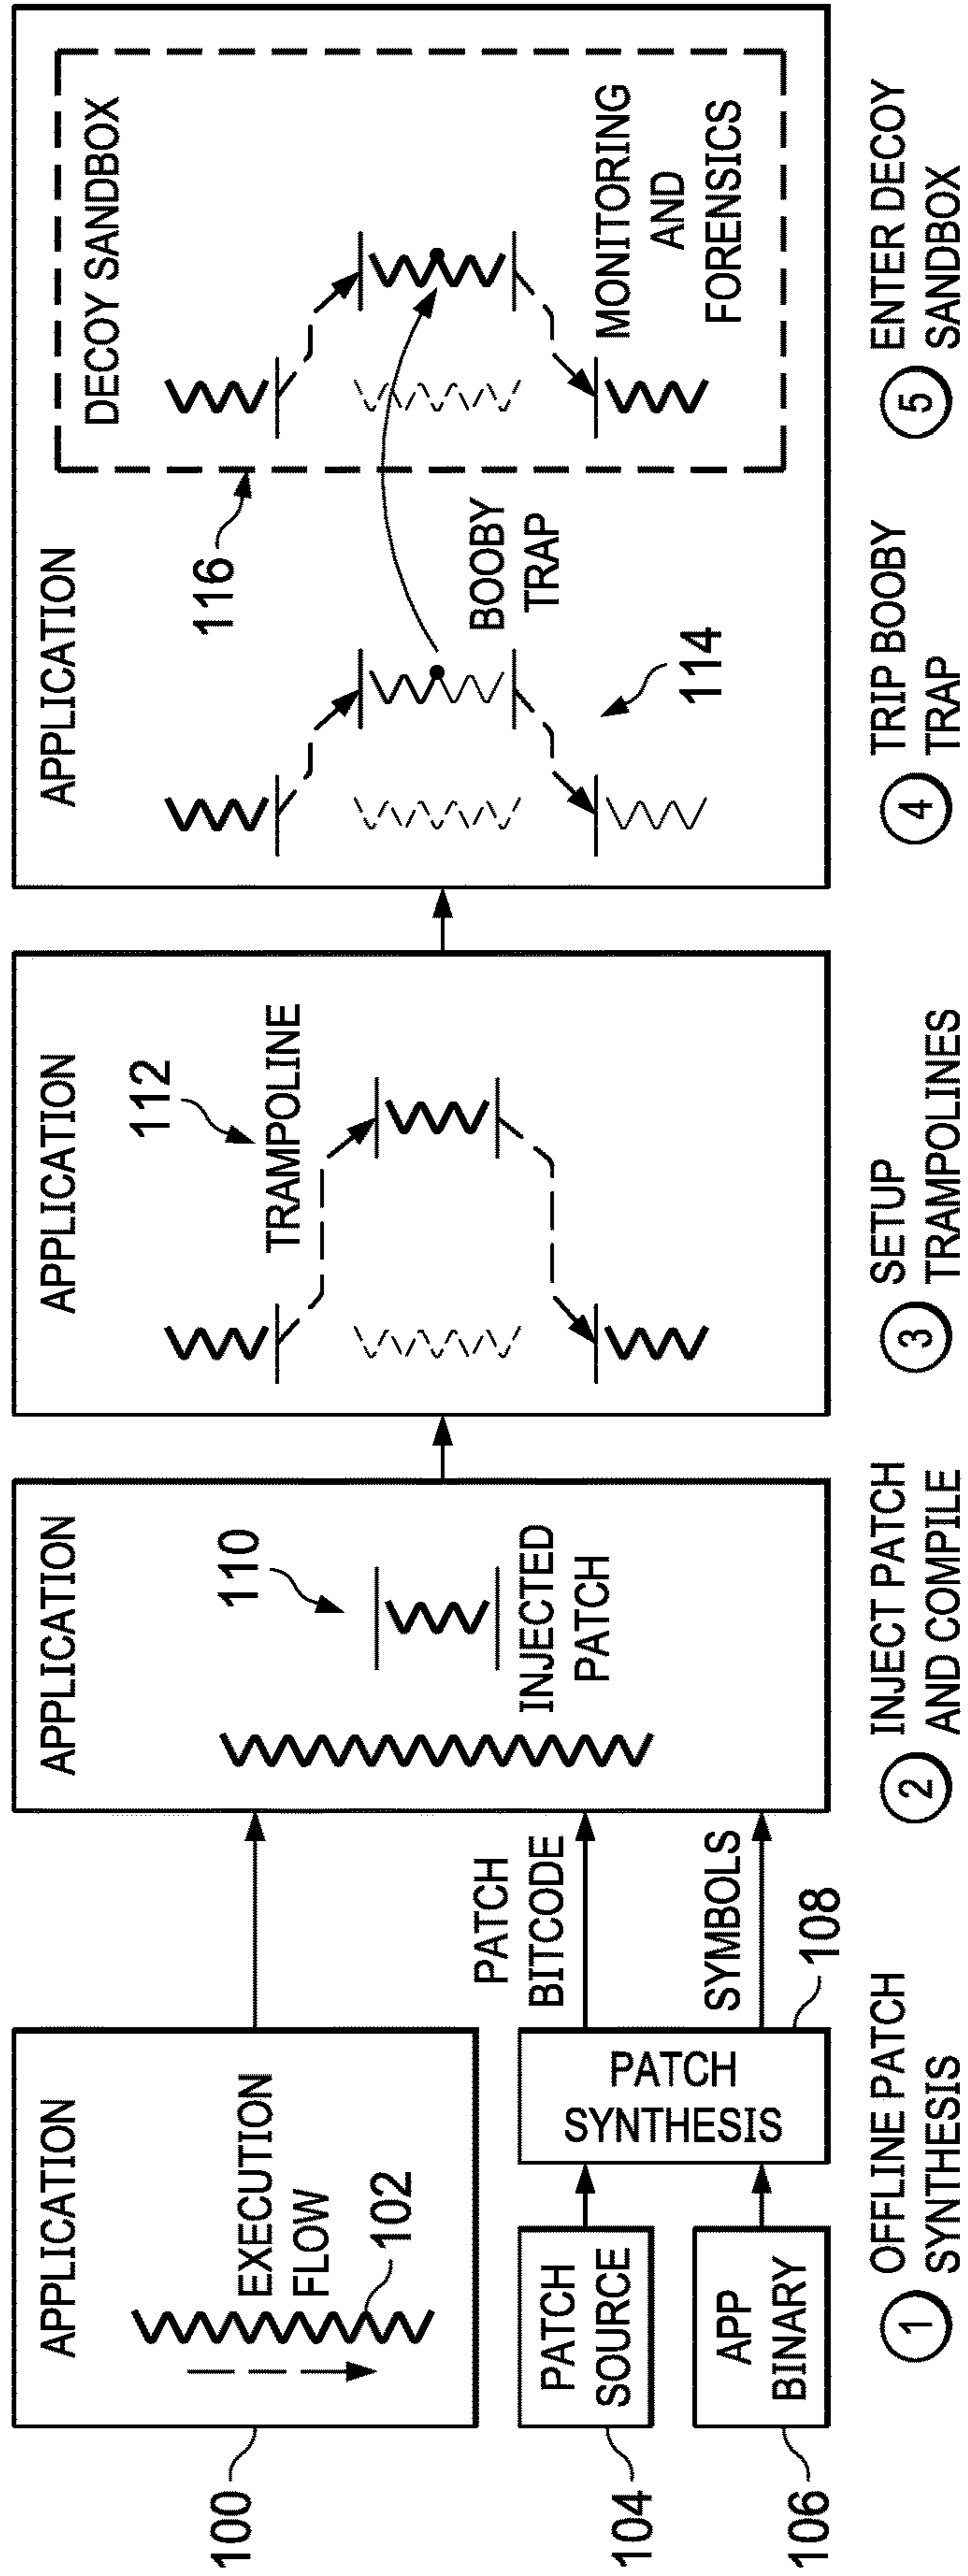 100
APPLICATION
EXECUTION
FLOW
102
104
PATCH
SOURCE
106
APP
BINARY
PATCH
SYNTHESIS
108
PATCH
BITCODE
SYMBOLS
1 OFFLINE PATCH
SYNTHESIS
APPLICATION
110
INJECTED
PATCH
2 INJECT PATCH
AND COMPILE
APPLICATION
112
TRAMPOLINE
3 SETUP
TRAMPOLINES
APPLICATION
116
BOOBY
TRAP
114
4 TRIP BOOBY
TRAP
DECOY SANDBOX
MONITORING
AND
FORENSICS
5 ENTER DECOY
SANDBOX